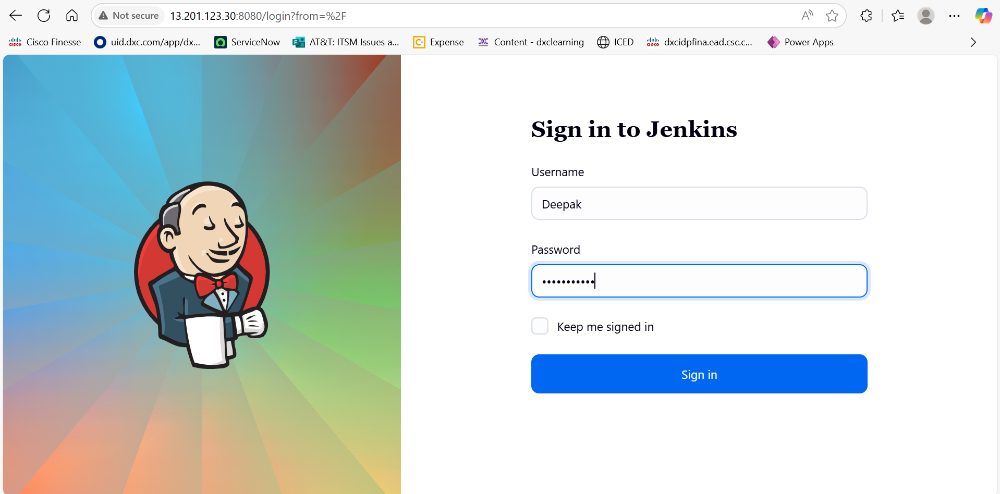 Not secure 13.201.123.30:8080/login?from=%2F
Cisco Finesse uid.dxc.com/app/dx... ServiceNow AT&T: ITSM Issues a... Expense Content - dxclearning ICED dxcidpfina.ead.csc.c... Power Apps
Sign in to Jenkins
Username
Deepak
Password
•••••••••••
Keep me signed in
Sign in